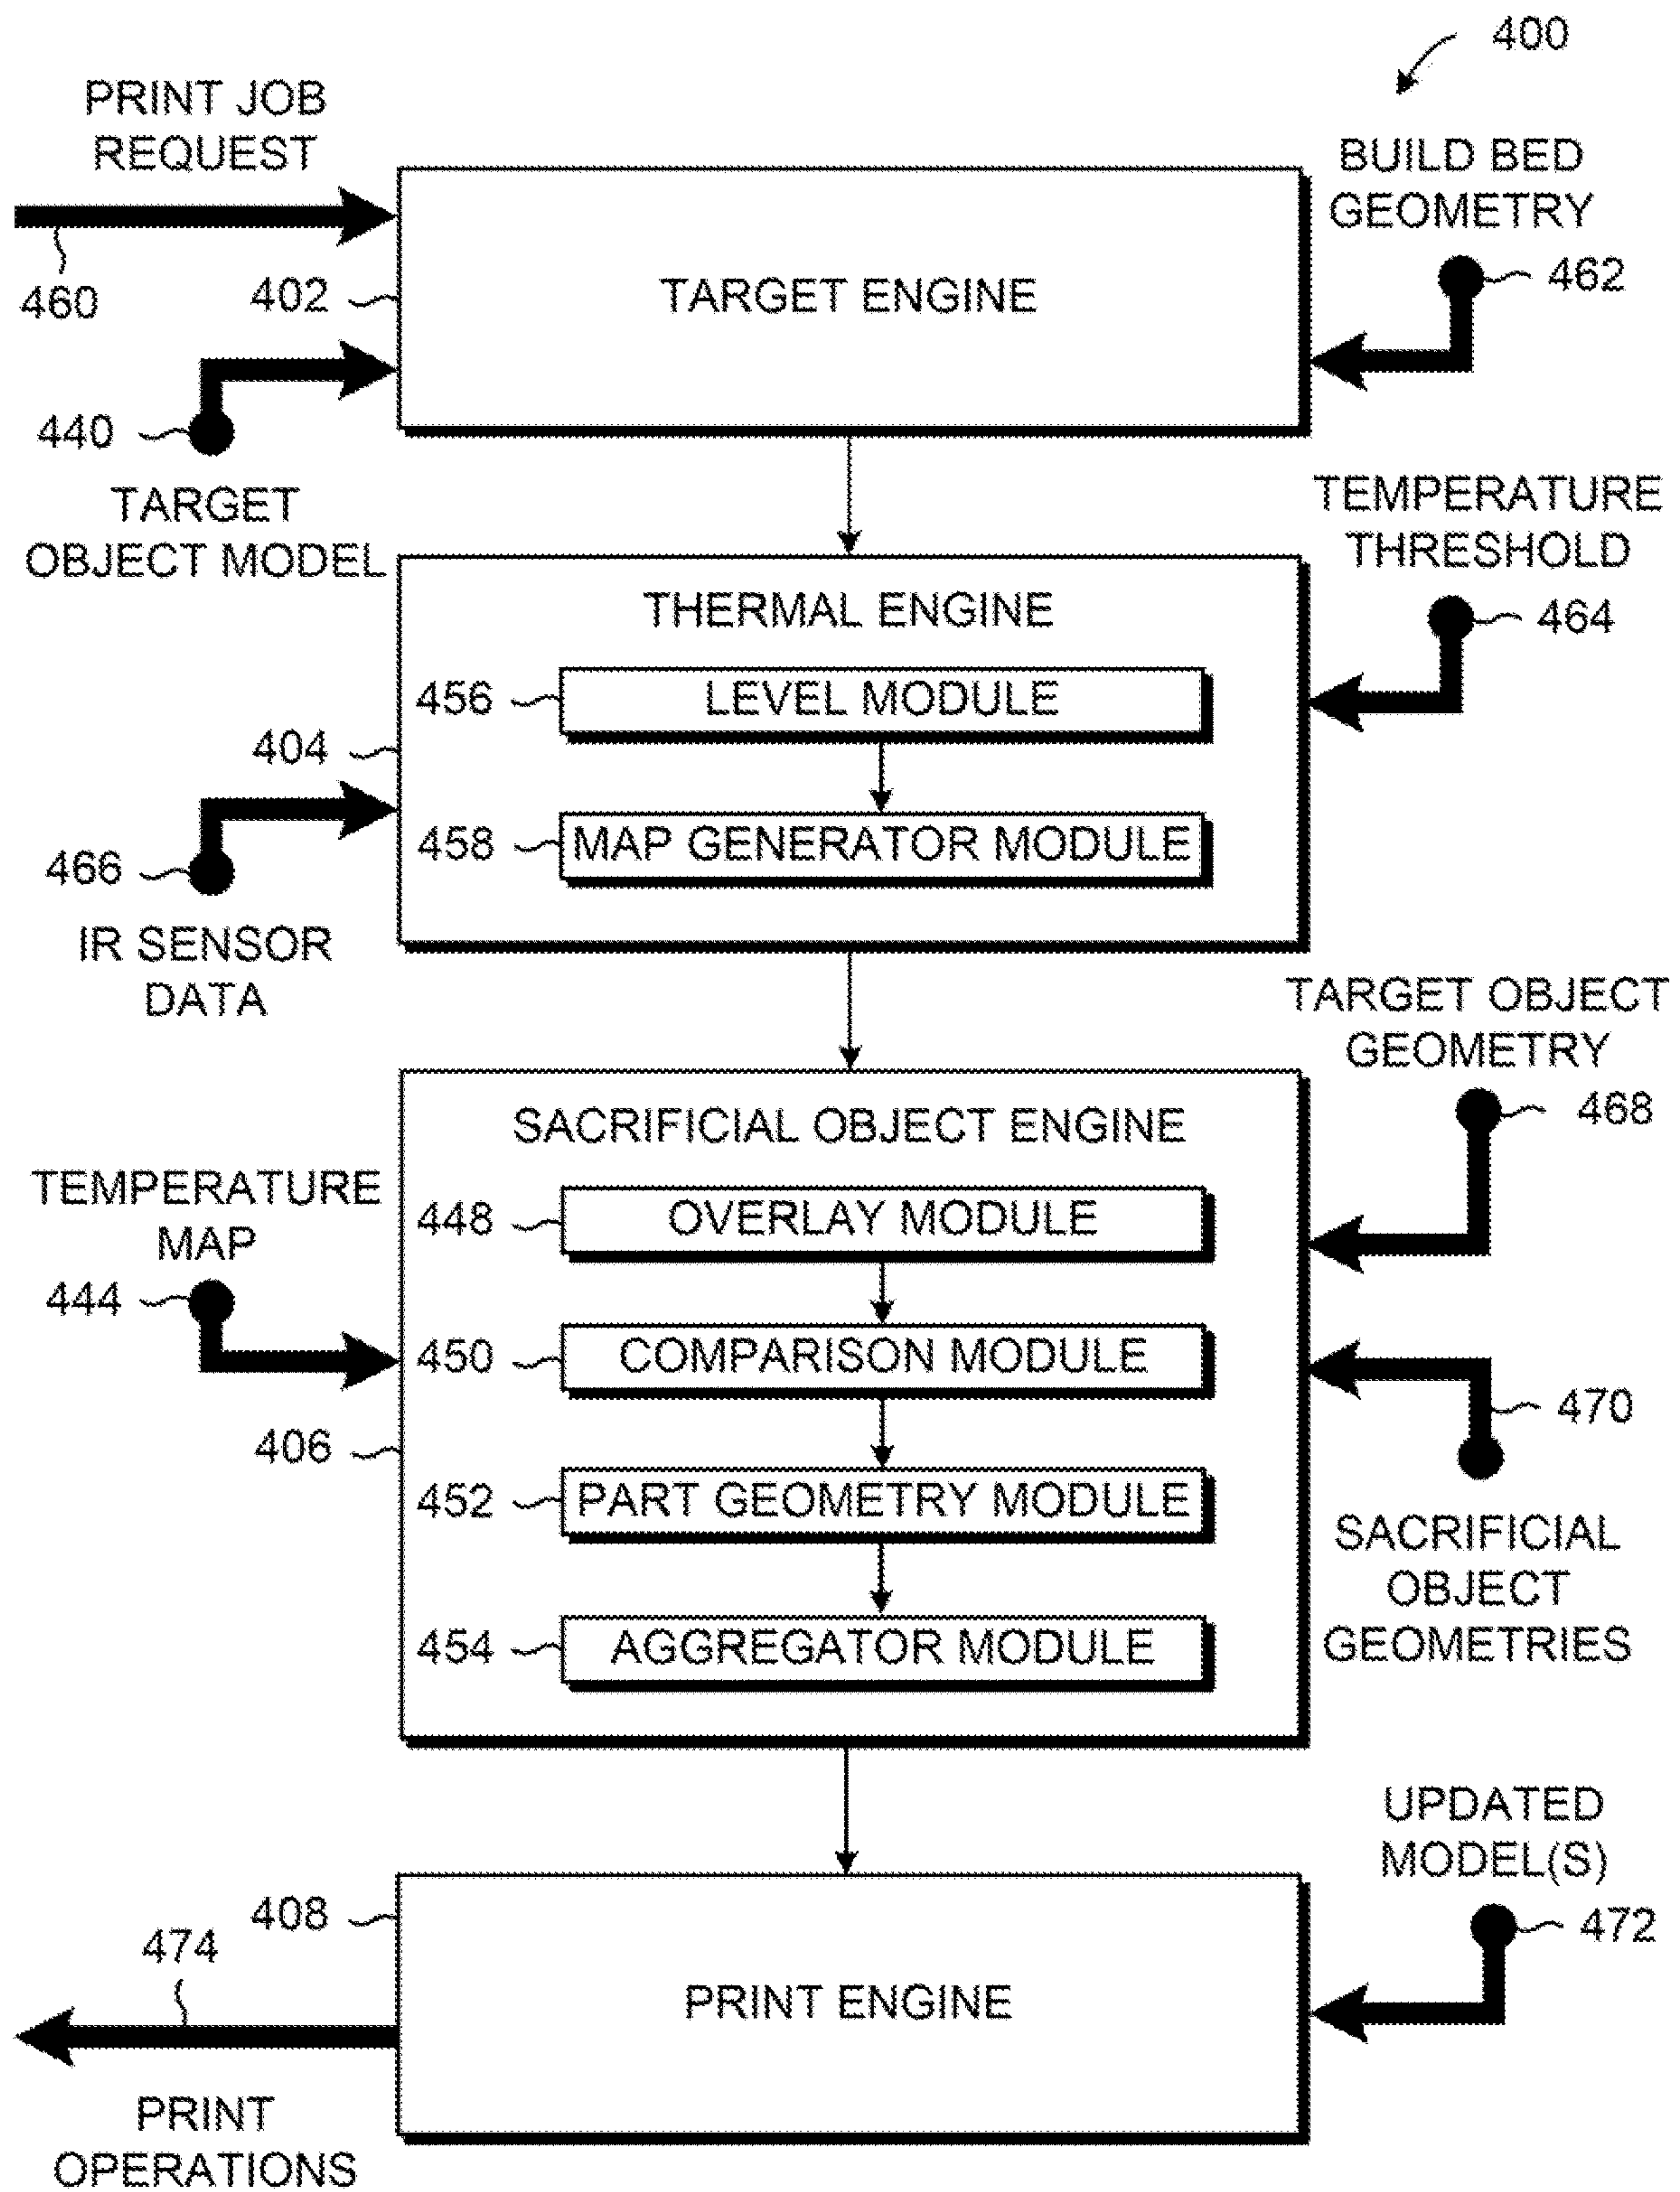 400
PRINT JOB
REQUEST
460
BUILD BED
GEOMETRY
462
402
TARGET ENGINE
440
TARGET
OBJECT MODEL
TEMPERATURE
THRESHOLD
464
THERMAL ENGINE
456
LEVEL MODULE
404
458
MAP GENERATOR MODULE
466
IR SENSOR
DATA
TARGET OBJECT
GEOMETRY
468
SACRIFICIAL OBJECT ENGINE
TEMPERATURE
MAP
444
448
OVERLAY MODULE
450
COMPARISON MODULE
406
470
SACRIFICIAL
OBJECT
GEOMETRIES
452
PART GEOMETRY MODULE
454
AGGREGATOR MODULE
UPDATED
MODEL(S)
472
408
PRINT ENGINE
474
PRINT
OPERATIONS